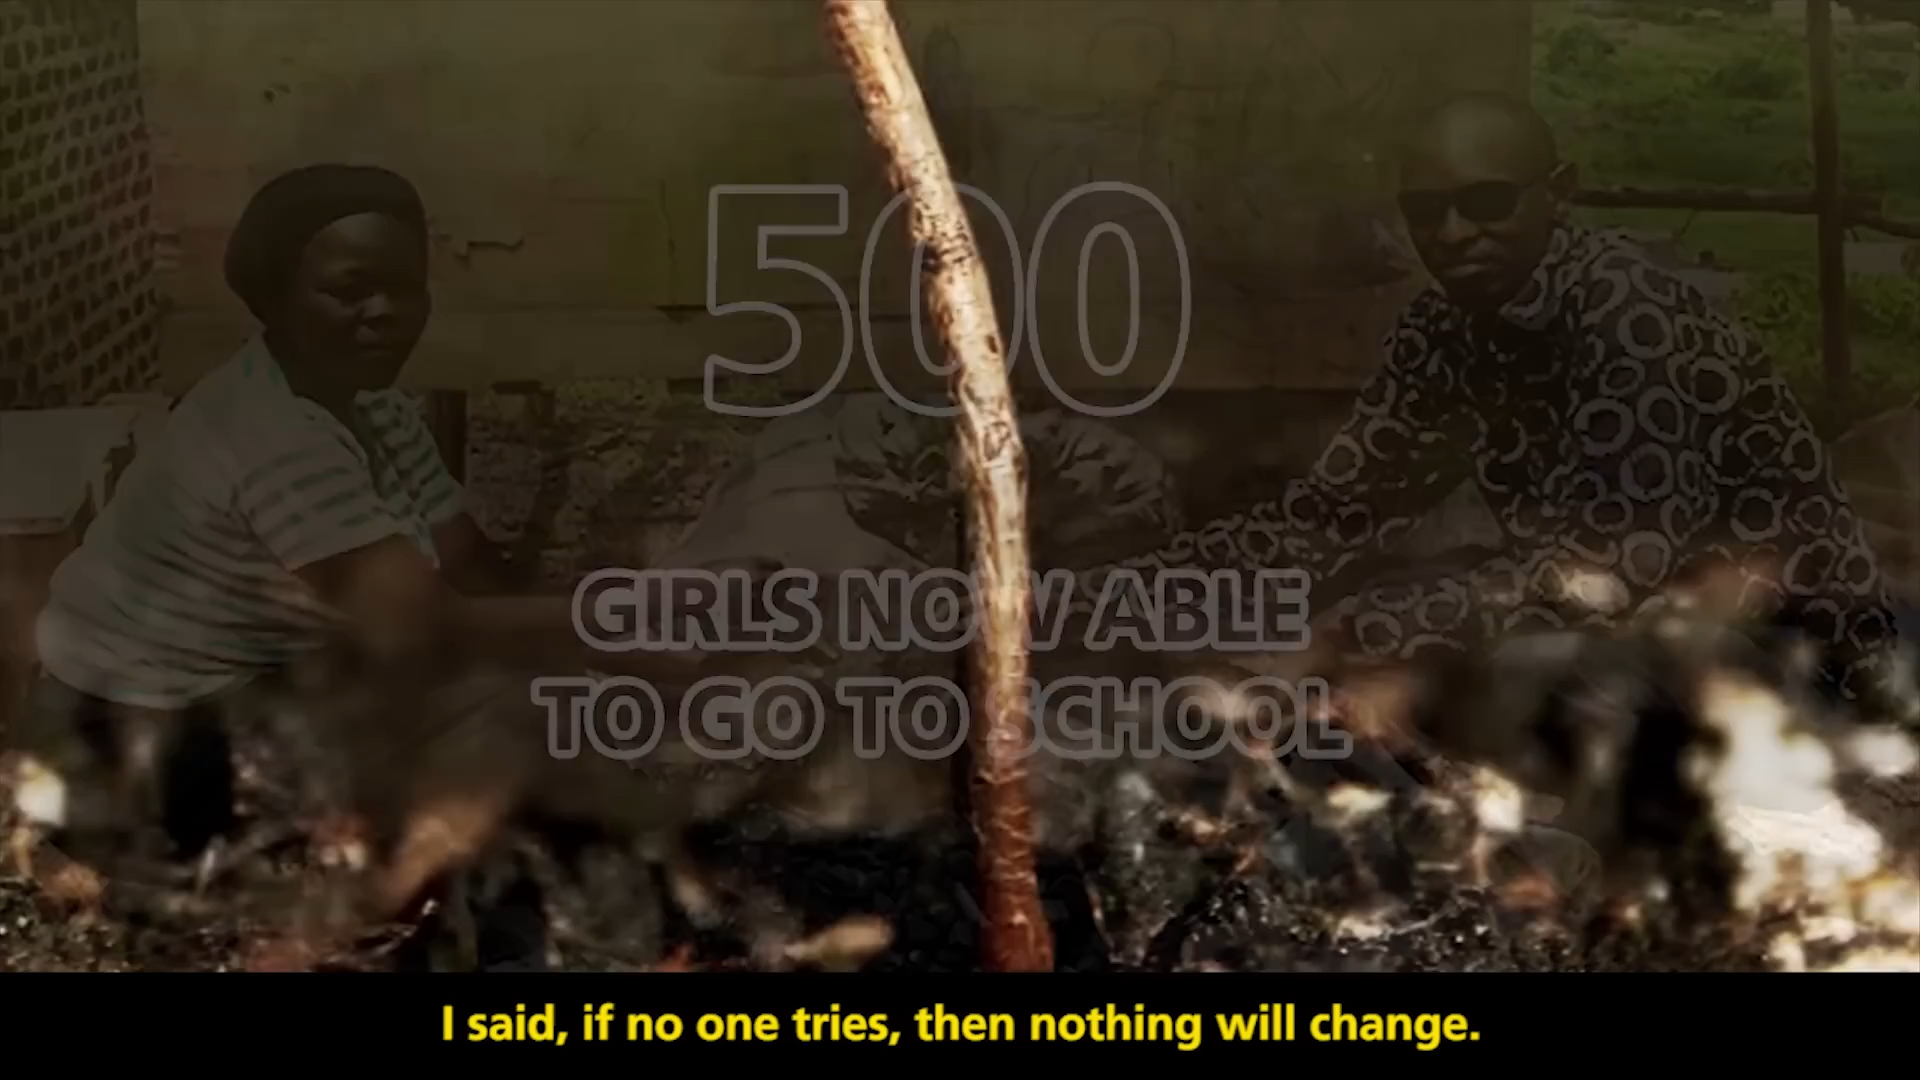 500
GIRLS NOW ABLE
TO GO TO SCHOOL
I said, if no one tries, then nothing will change.